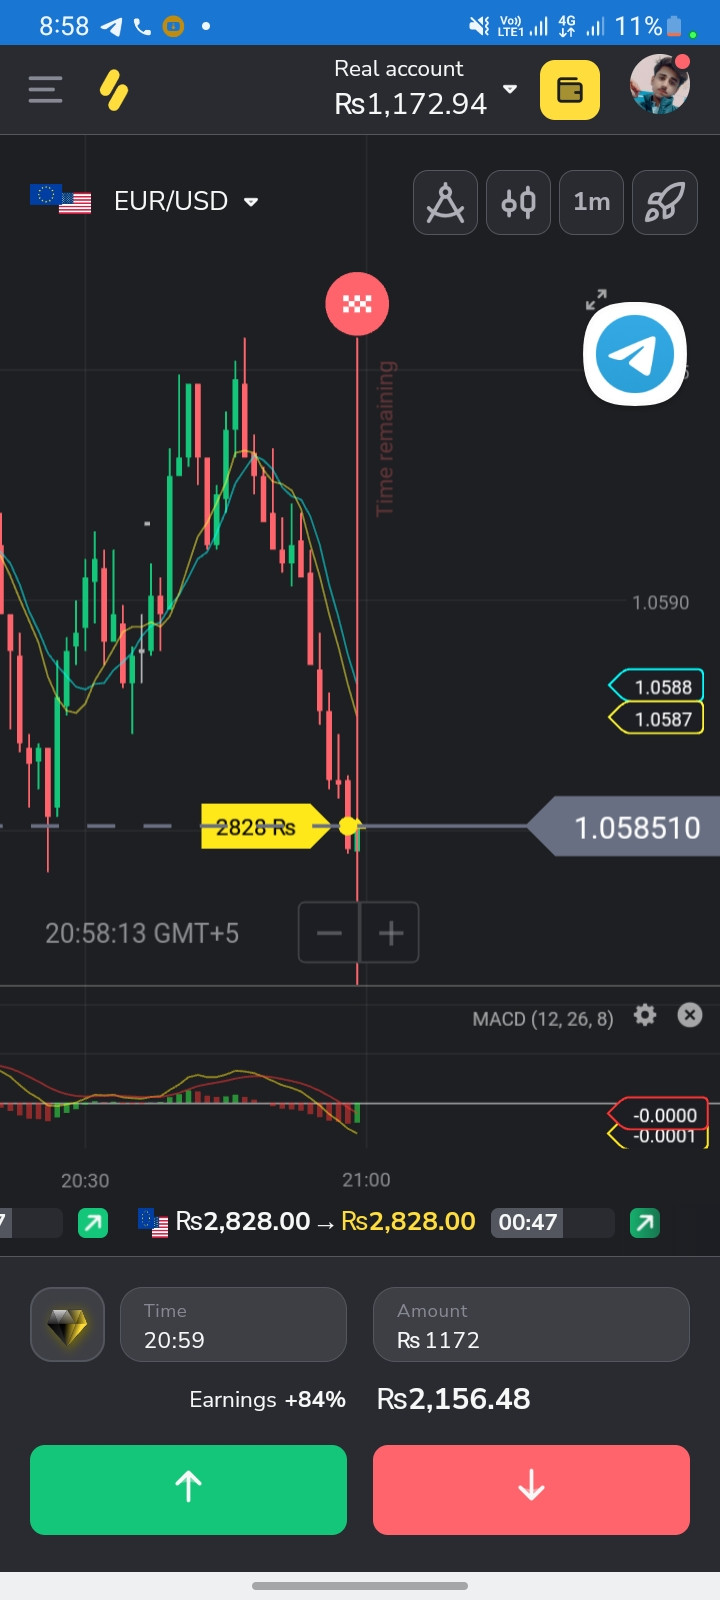 8:58
Vo))
LTE1
4G
11%
Real account
Rs1,172.94
EUR/USD
1m
Time remaining
1.0590
1.0588
1.0587
2828 Rs
1.058510
20:58:13 GMT+5
MACD (12, 26, 8)
-0.0000
-0.0001
20:30
21:00
Rs2,828.00→Rs2,828.00
00:47
Time
20:59
Amount
Rs 1172
Earnings +84%
Rs2,156.48